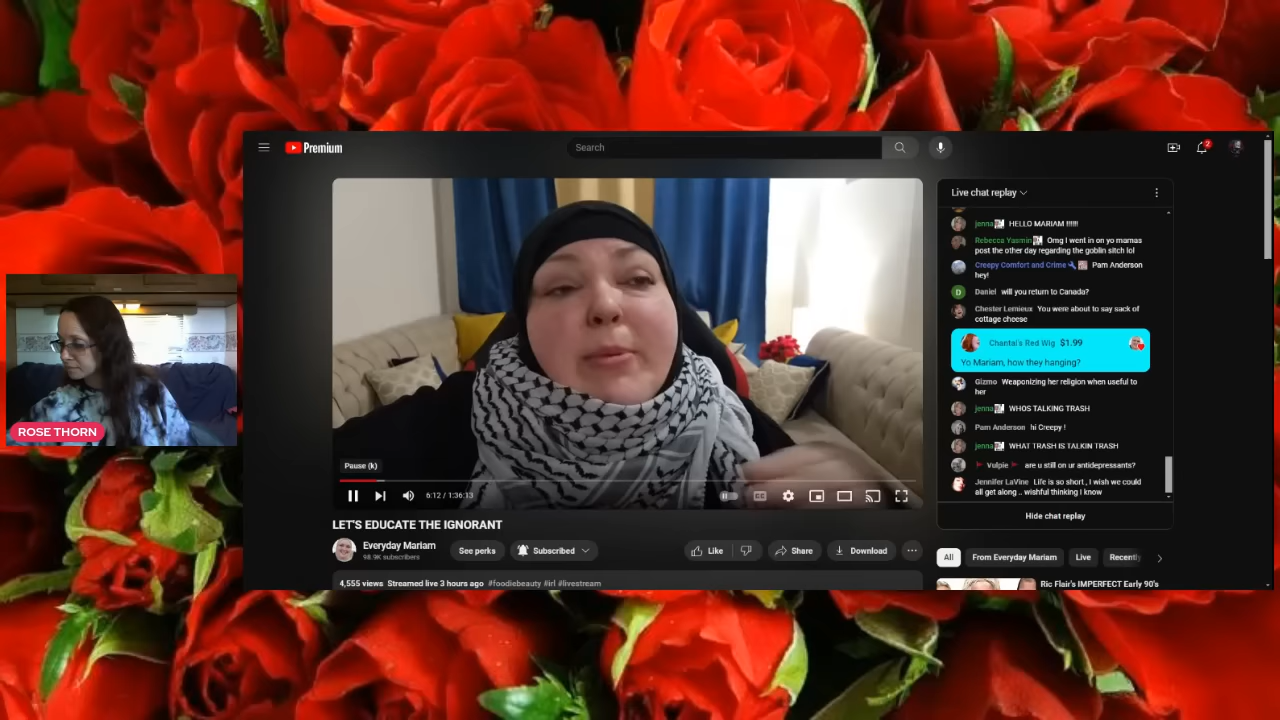 Premium
Search
2
Live chat replay
jenna HELLO MARIAM !!!!!!
Rebecca Yasmin Omg I went in on yo mamas
post the other day regarding the goblin sitch lol
Creepy Comfort and Crime Pam Anderson
hey!
D Daniel will you return to Canada?
Chester Lemieux You were about to say sack of
cottage cheese
Chantal's Red Wig $1.99
Yo Mariam, how they hanging?
Gizmo Weaponizing her religion when useful to
her
jenna WHOS TALKING TRASH
Pam Anderson hi Creepy !
jenna WHAT TRASH IS TALKIN TRASH
Vulpie are u still on ur antidepressants?
Jennifer LaVine Life is so short , I wish we could
all get along .. wishful thinking I know
Hide chat replay
ROSE THORN
Pause (k)
6:12 / 1:36:13
LET'S EDUCATE THE IGNORANT
Everyday Mariam
98.9K subscribers
See perks
Subscribed
Like
Share
Download
4,555 views Streamed live 3 hours ago #foodiebeauty #irl #livestream
All
From Everyday Mariam
Live
Recently
Ric Flair's IMPERFECT Early 90's